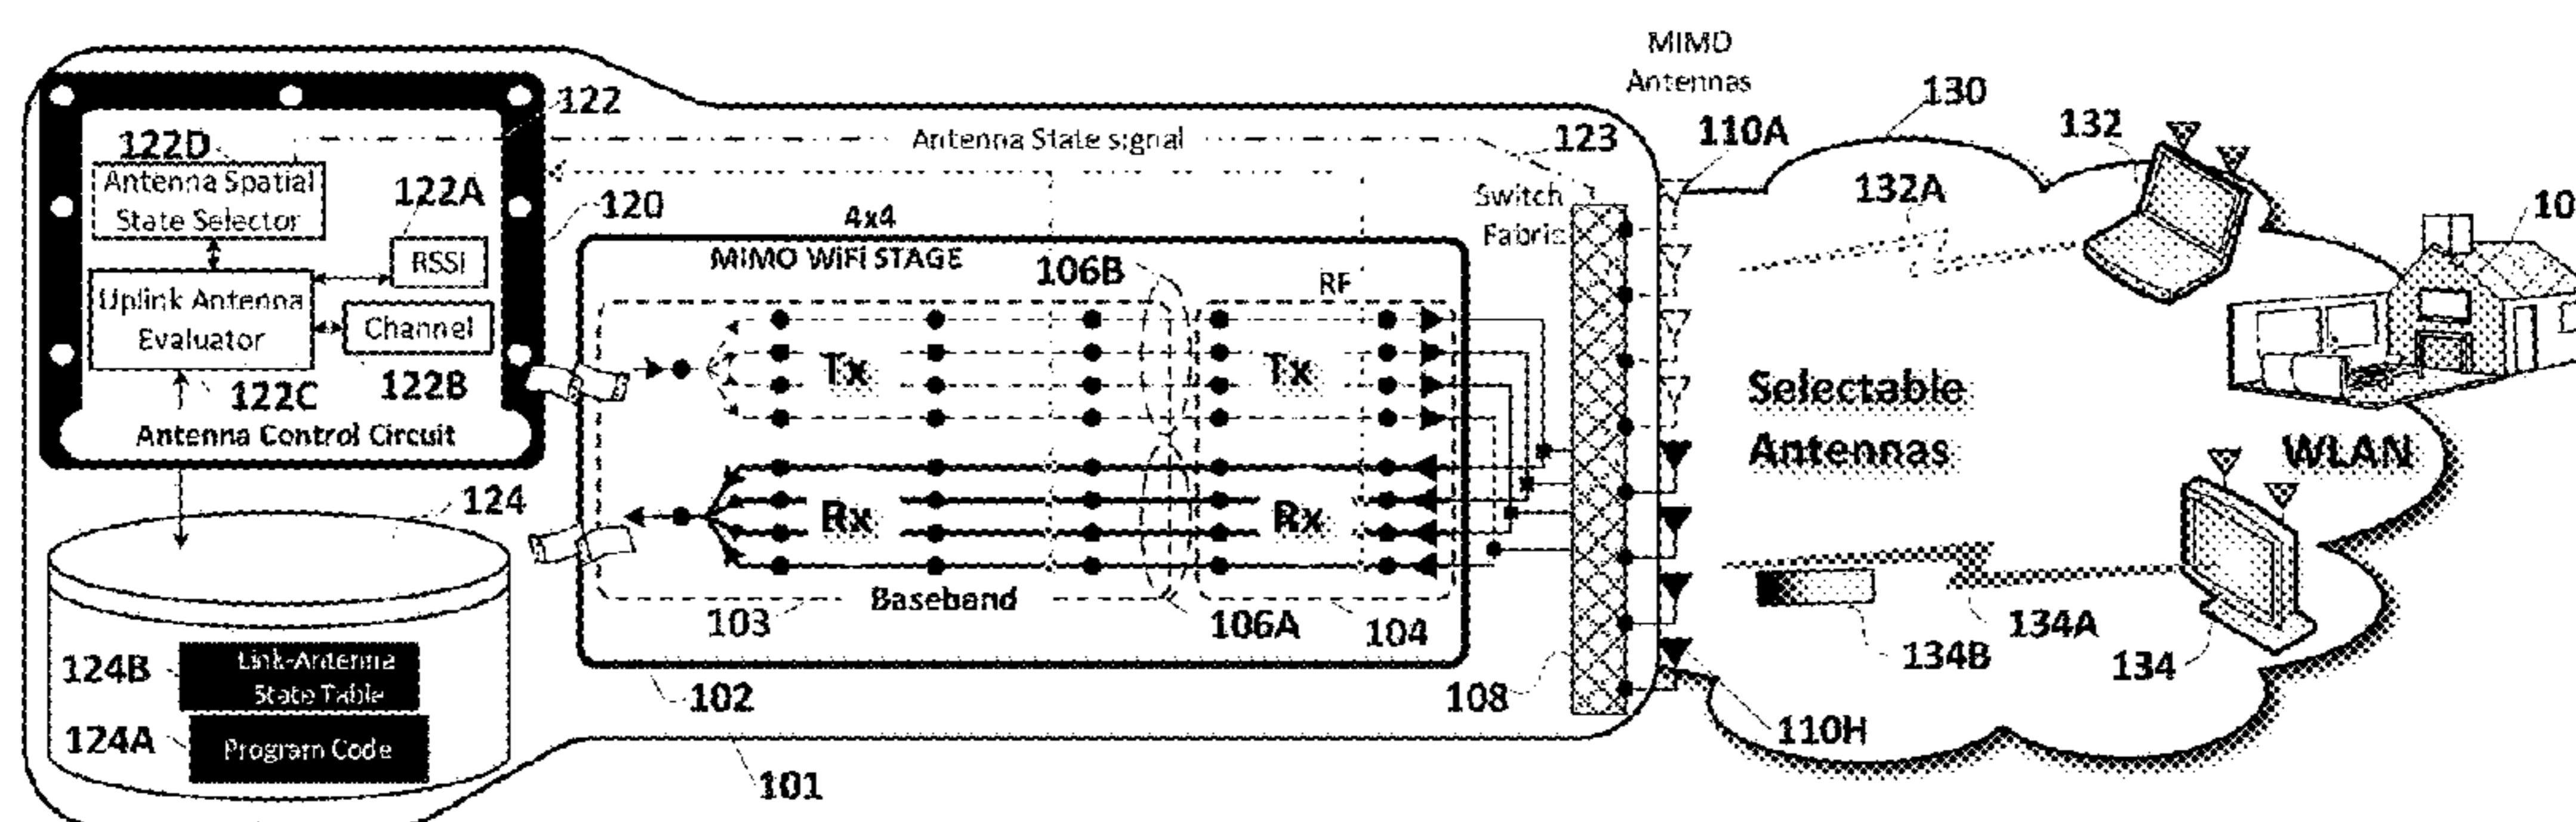 MIMO
Antennas
122
130
132
Antenna State signal
123
110A
122D
Antenna Spatial
State Selector
122A
120
4x4
Switch
Fabric
132A
RSSI
MIMO WiFi STAGE
106B
RF
Uplink Antenna
Evaluator
Channel
Tx
Tx
Selectable
Antennas
122C
122B
Antenna Control Circuit
WLAN
124
Rx
Rx
Baseband
103
106A
104
134B
134A
134
124B
Link-Antenna
State Table
102
108
124A
Program Code
110H
101